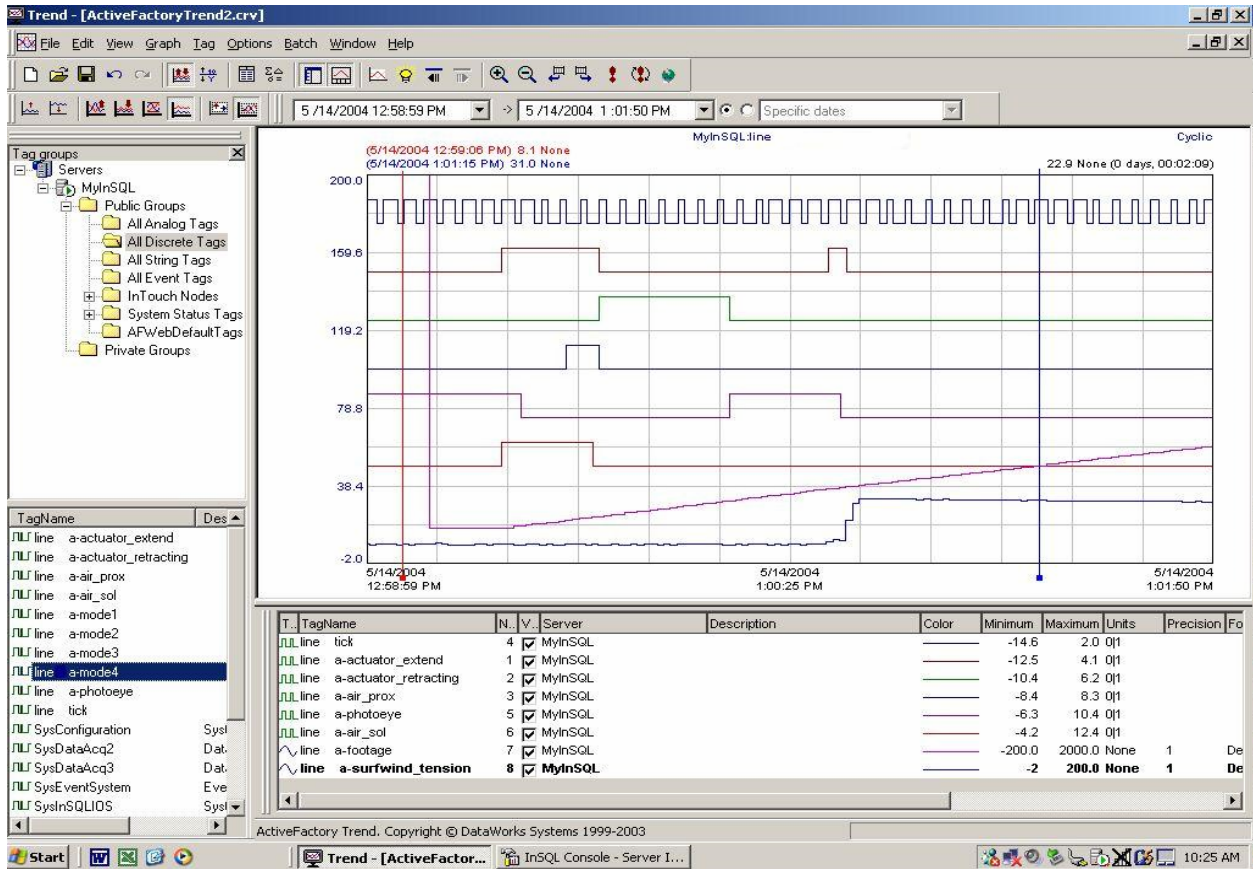 Trend - [ActiveFactoryTrend2.crv]
File Edit View Graph Tag Options Batch Window Help
5 /14/2004 12:58:59 PM -> 5 /14/2004 1 :01:50 PM Specific dates
Tag groups
Servers
MyInSQL
Public Groups
All Analog Tags
All Discrete Tags
All String Tags
All Event Tags
InTouch Nodes
System Status Tags
AFWebDefaultTags
Private Groups
TagName Des
line a-actuator_extend
line a-actuator_retracting
line a-air_prox
line a-air_sol
line a-mode1
line a-mode2
line a-mode3
line a-mode4
line a-photoeye
line tick
SysConfiguration Syst
SysDataAcq2 Dat
SysDataAcq3 Dat
SysEventSystem Eve
SysInSQLIOS Syst
MyInSQL:line
Cyclic
(5/14/2004 12:59:06 PM) 8.1 None
(5/14/2004 1:01:15 PM) 31.0 None
22.9 None (0 days, 00:02:09)
200.0
159.6
119.2
78.8
38.4
-2.0
5/14/2004
12:58:59 PM
5/14/2004
1:00:25 PM
5/14/2004
1:01:50 PM
T.. TagName N.. V.. Server Description Color Minimum Maximum Units Precision Fo
line tick 4 MyInSQL -14.6 2.0 0|1
line a-actuator_extend 1 MyInSQL -12.5 4.1 0|1
line a-actuator_retracting 2 MyInSQL -10.4 6.2 0|1
line a-air_prox 3 MyInSQL -8.4 8.3 0|1
line a-photoeye 5 MyInSQL -6.3 10.4 0|1
line a-air_sol 6 MyInSQL -4.2 12.4 0|1
line a-footage 7 MyInSQL -200.0 2000.0 None 1 De
line a-surfwind_tension 8 MyInSQL -2 200.0 None 1 De
ActiveFactory Trend. Copyright © DataWorks Systems 1999-2003
Start Trend - [ActiveFactor... InSQL Console - Server I... 10:25 AM